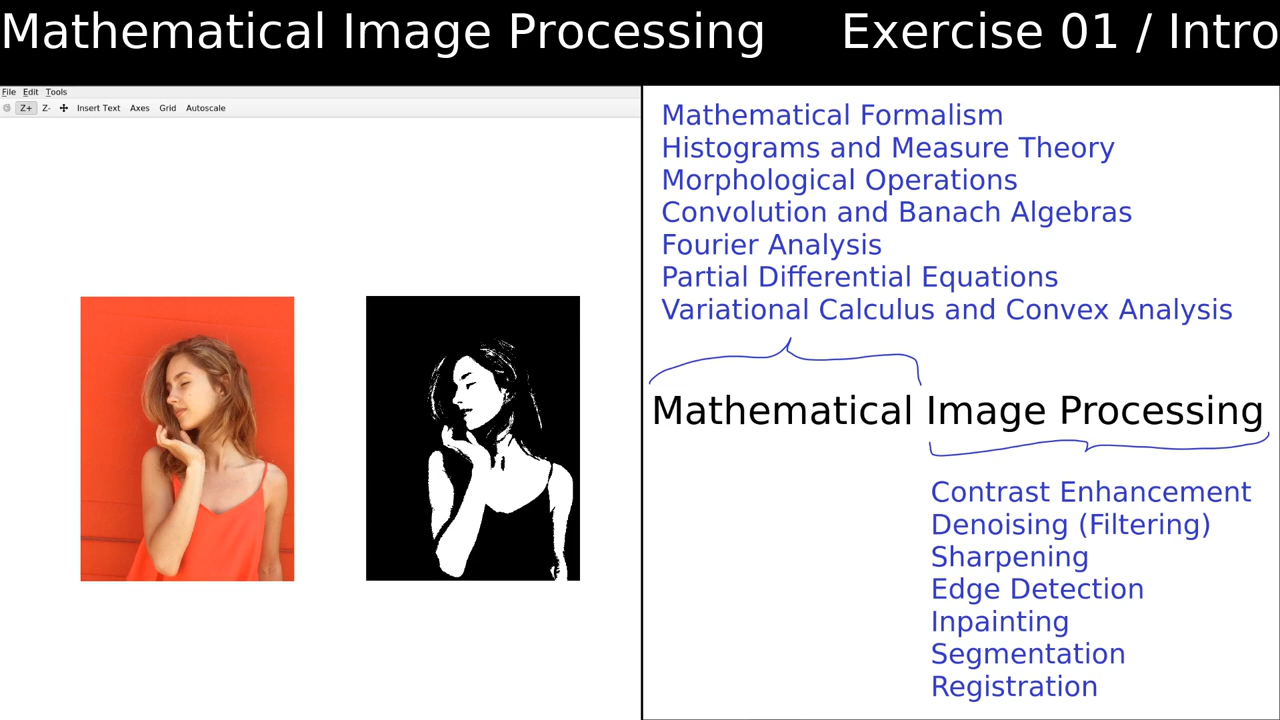 Mathematical Image Processing Exercise 01 / Intro
File Edit Tools
Z+ Z- Insert Text Axes Grid Autoscale
Mathematical Formalism
Histograms and Measure Theory
Morphological Operations
Convolution and Banach Algebras
Fourier Analysis
Partial Differential Equations
Variational Calculus and Convex Analysis
Mathematical Image Processing
Contrast Enhancement
Denoising (Filtering)
Sharpening
Edge Detection
Inpainting
Segmentation
Registration